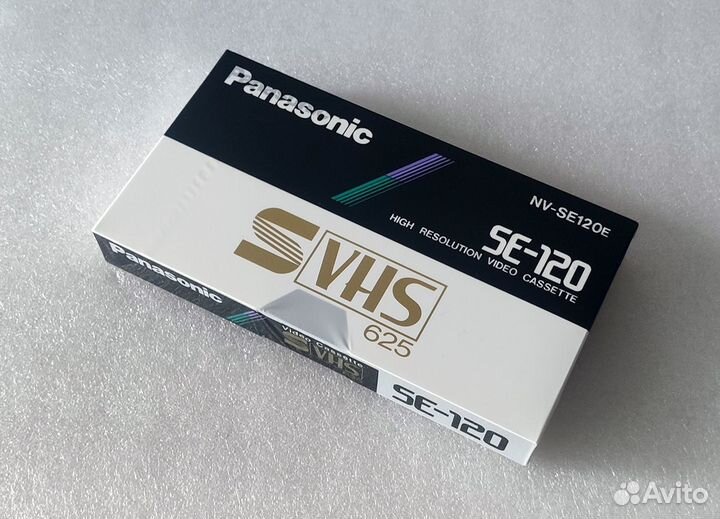 Panasonic
NV-SE120E
SE-120
HIGH RESOLUTION VIDEO CASSETTE
S VHS
625
Panasonic
Video Cassette
S VHS
SE-120
Avito